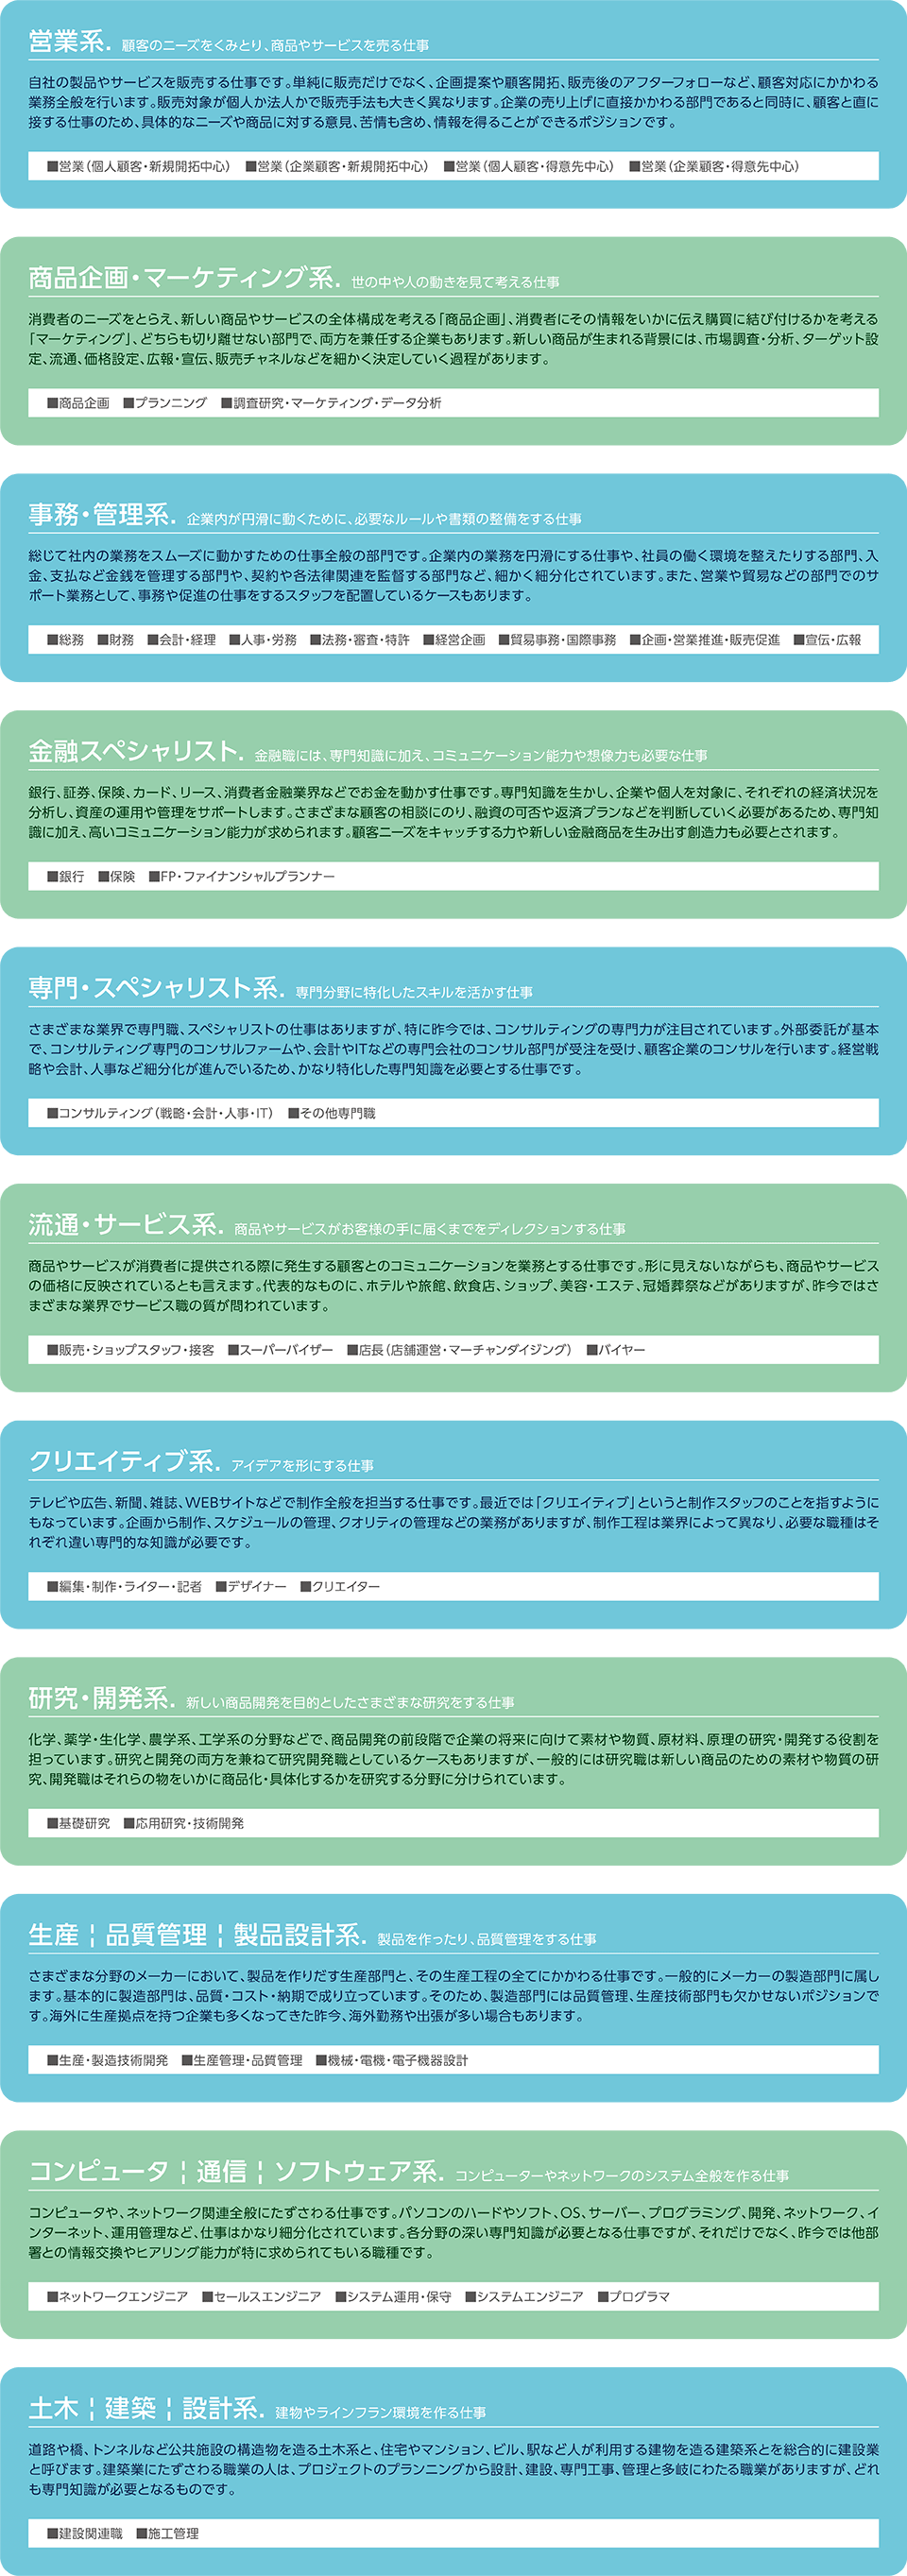 営業系. 顧客のニーズをくみとり、商品やサービスを売る仕事
自社の製品やサービスを販売する仕事です。単純に販売だけでなく、企画提案や顧客開拓、販売後のアフターフォローなど、顧客対応にかかわる
業務全般を行います。販売対象が個人か法人かで販売手法も大きく異なります。企業の売り上げに直接かかわる部門であると同時に、顧客と直に
接する仕事のため、具体的なニーズや商品に対する意見、苦情も含め、情報を得ることができるポジションです。
■営業（個人顧客・新規開拓中心） ■営業（企業顧客・新規開拓中心） ■営業（個人顧客・得意先中心） ■営業（企業顧客・得意先中心）
商品企画・マーケティング系. 世の中や人の動きを見て考える仕事
消費者のニーズをとらえ、新しい商品やサービスの全体構成を考える「商品企画」、消費者にその情報をいかに伝え購買に結び付けるかを考える
「マーケティング」、どちらも切り離せない部門で、両方を兼任する企業もあります。新しい商品が生まれる背景には、市場調査・分析、ターゲット設
定、流通、価格設定、広報・宣伝、販売チャネルなどを細かく決定していく過程があります。
■商品企画 ■プランニング ■調査研究・マーケティング・データ分析
事務・管理系. 企業内が円滑に動くために、必要なルールや書類の整備をする仕事
総じて社内の業務をスムーズに動かすための仕事全般の部門です。企業内の業務を円滑にする仕事や、社員の働く環境を整えたりする部門、入
金、支払など金銭を管理する部門や、契約や各法律関連を監督する部門など、細かく細分化されています。また、営業や貿易などの部門でのサ
ポート業務として、事務や促進の仕事をするスタッフを配置しているケースもあります。
■総務 ■財務 ■会計・経理 ■人事・労務 ■法務・審査・特許 ■経営企画 ■貿易事務・国際事務 ■企画・営業推進・販売促進 ■宣伝・広報
金融スペシャリスト. 金融職には、専門知識に加え、コミュニケーション能力や想像力も必要な仕事
銀行、証券、保険、カード、リース、消費者金融業界などでお金を動かす仕事です。専門知識を生かし、企業や個人を対象に、それぞれの経済状況を
分析し、資産の運用や管理をサポートします。さまざまな顧客の相談にのり、融資の可否や返済プランなどを判断していく必要があるため、専門知
識に加え、高いコミュニケーション能力が求められます。顧客ニーズをキャッチする力や新しい金融商品を生み出す創造力も必要とされます。
■銀行 ■保険 ■FP・ファイナンシャルプランナー
専門・スペシャリスト系. 専門分野に特化したスキルを活かす仕事
さまざまな業界で専門職、スペシャリストの仕事はありますが、特に昨今では、コンサルティングの専門力が注目されています。外部委託が基本
で、コンサルティング専門のコンサルファームや、会計やITなどの専門会社のコンサル部門が受注を受け、顧客企業のコンサルを行います。経営戦
略や会計、人事など細分化が進んでいるため、かなり特化した専門知識を必要とする仕事です。
■コンサルティング（戦略・会計・人事・IT） ■その他専門職
流通・サービス系. 商品やサービスがお客様の手に届くまでをディレクションする仕事
商品やサービスが消費者に提供される際に発生する顧客とのコミュニケーションを業務とする仕事です。形に見えないながらも、商品やサービス
の価格に反映されているとも言えます。代表的なものに、ホテルや旅館、飲食店、ショップ、美容・エステ、冠婚葬祭などがありますが、昨今ではさ
まざまな業界でサービス職の質が問われています。
■販売・ショップスタッフ・接客 ■スーパーバイザー ■店長（店舗運営・マーチャンダイジング） ■バイヤー
クリエイティブ系. アイデアを形にする仕事
テレビや広告、新聞、雑誌、WEBサイトなどで制作全般を担当する仕事です。最近では「クリエイティブ」というと制作スタッフのことを指すように
もなっています。企画から制作、スケジュールの管理、クオリティの管理などの業務がありますが、制作工程は業界によって異なり、必要な職種はそ
れぞれ違い専門的な知識が必要です。
■編集・制作・ライター・記者 ■デザイナー ■クリエイター
研究・開発系. 新しい商品開発を目的としたさまざまな研究をする仕事
化学、薬学・生化学、農学系、工学系の分野などで、商品開発の前段階で企業の将来に向けて素材や物質、原材料、原理の研究・開発する役割を
担っています。研究と開発の両方を兼ねて研究開発職としているケースもありますが、一般的には研究職は新しい商品のための素材や物質の研
究、開発職はそれらの物をいかに商品化・具体化するかを研究する分野に分けられています。
■基礎研究 ■応用研究・技術開発
生産¦品質管理¦製品設計系. 製品を作ったり、品質管理をする仕事
さまざまな分野のメーカーにおいて、製品を作りだす生産部門と、その生産工程の全てにかかわる仕事です。一般的にメーカーの製造部門に属し
ます。基本的に製造部門は、品質・コスト・納期で成り立っています。そのため、製造部門には品質管理、生産技術部門も欠かせないポジションで
す。海外に生産拠点を持つ企業も多くなってきた昨今、海外勤務や出張が多い場合もあります。
■生産・製造技術開発 ■生産管理・品質管理 ■機械・電機・電子機器設計
コンピュータ¦通信¦ソフトウェア系. コンピューターやネットワークのシステム全般を作る仕事
コンピュータや、ネットワーク関連全般にたずさわる仕事です。パソコンのハードやソフト、OS、サーバー、プログラミング、開発、ネットワーク、イ
ンターネット、運用管理など、仕事はかなり細分化されています。各分野の深い専門知識が必要となる仕事ですが、それだけでなく、昨今では他部
署との情報交換やヒアリング能力が特に求められてもいる職種です。
■ネットワークエンジニア ■セールスエンジニア ■システム運用・保守 ■システムエンジニア ■プログラマ
土木¦建築¦設計系. 建物やラインフラン環境を作る仕事
道路や橋、トンネルなど公共施設の構造物を造る土木系と、住宅やマンション、ビル、駅など人が利用する建物を造る建築系とを総合的に建設業
と呼びます。建築業にたずさわる職業の人は、プロジェクトのプランニングから設計、建設、専門工事、管理と多岐にわたる職業がありますが、どれ
も専門知識が必要となるものです。
■建設関連職 ■施工管理